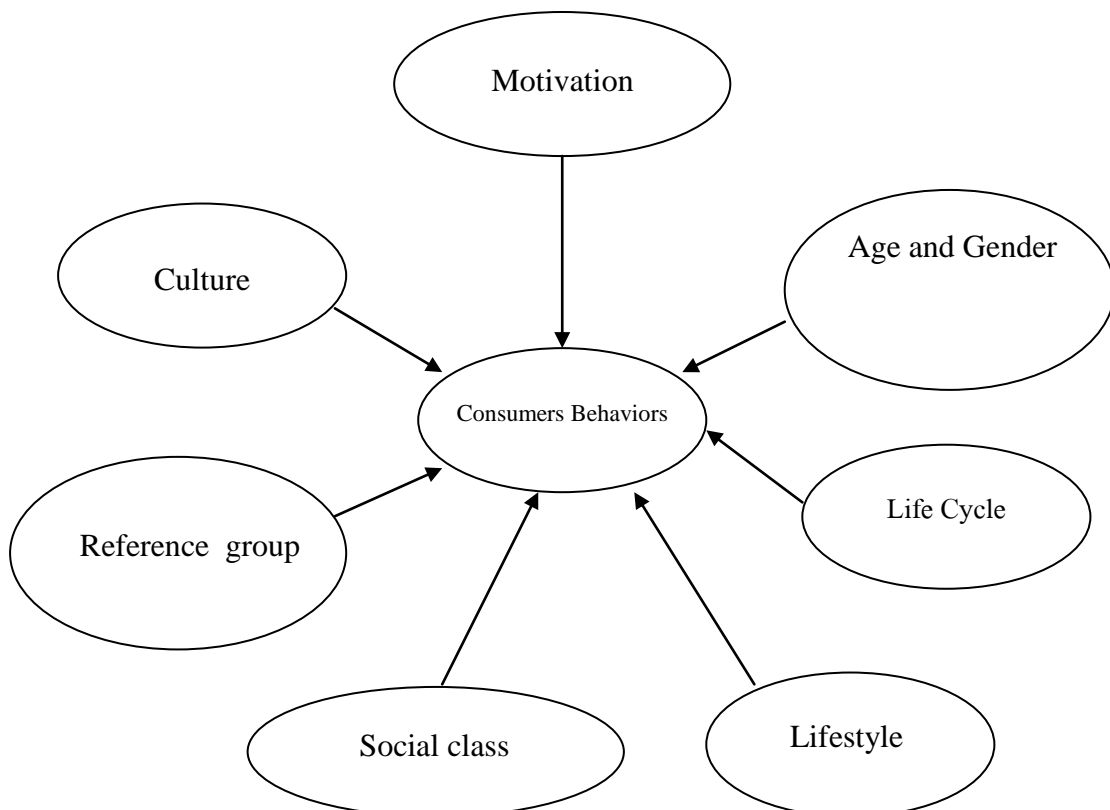 Motivation
Age and Gender
Culture
Consumers Behaviors
Life Cycle
Reference group
Social class
Lifestyle